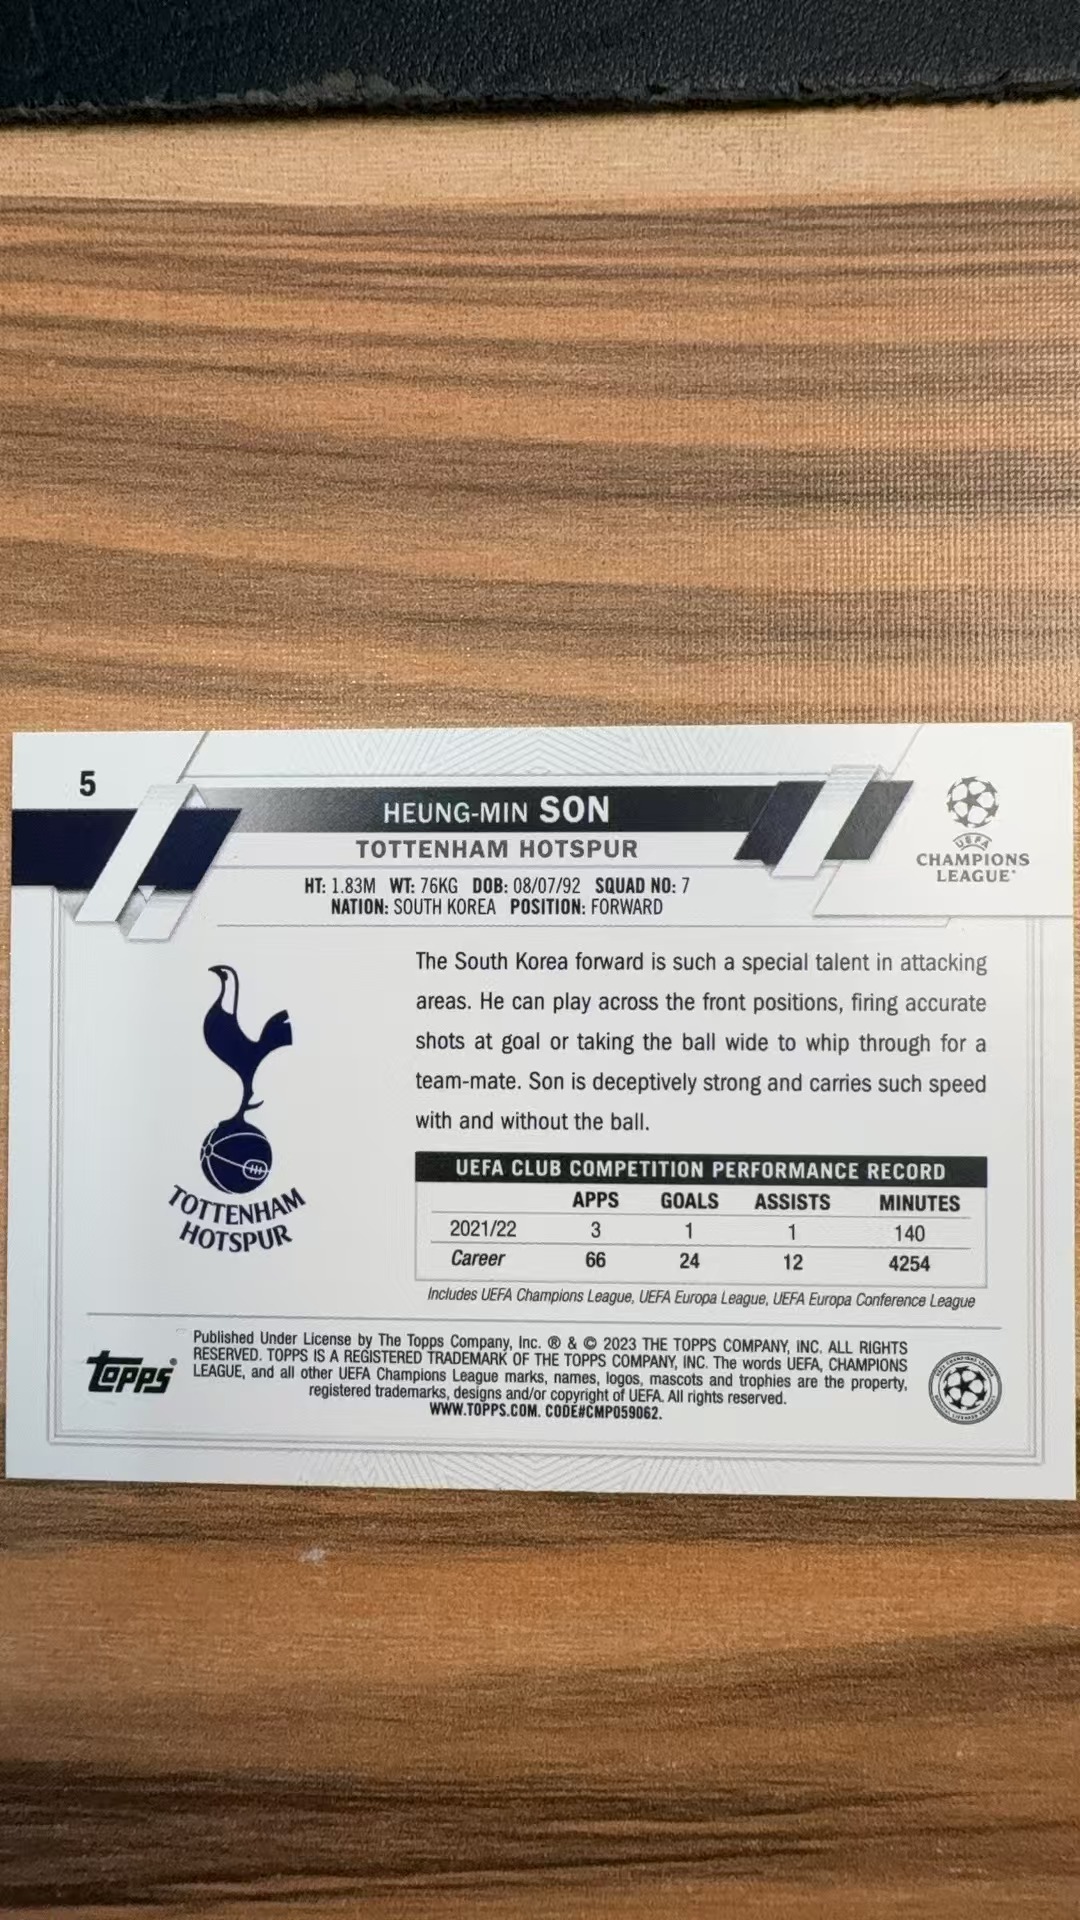 5
HEUNG-MIN SON
TOTTENHAM HOTSPUR
HT: 1.83M WT: 76KG DOB: 08/07/92 SQUAD NO: 7
NATION: SOUTH KOREA POSITION: FORWARD
UEFA
CHAMPIONS
LEAGUE
The South Korea forward is such a special talent in attacking
areas. He can play across the front positions, firing accurate
shots at goal or taking the ball wide to whip through for a
team-mate. Son is deceptively strong and carries such speed
with and without the ball.
TOTTENHAM
HOTSPUR
UEFA CLUB COMPETITION PERFORMANCE RECORD
APPS GOALS ASSISTS MINUTES
2021/22 3 1 1 140
Career 66 24 12 4254
Includes UEFA Champions League, UEFA Europa League, UEFA Europa Conference League
topps®
Published Under License by The Topps Company, Inc. ® & © 2023 THE TOPPS COMPANY, INC. ALL RIGHTS
RESERVED. TOPPS IS A REGISTERED TRADEMARK OF THE TOPPS COMPANY, INC. The words UEFA, CHAMPIONS
LEAGUE, and all other UEFA Champions League marks, names, logos, mascots and trophies are the property,
registered trademarks, designs and/or copyright of UEFA. All rights reserved.
WWW.TOPPS.COM. CODE#CMP059062.